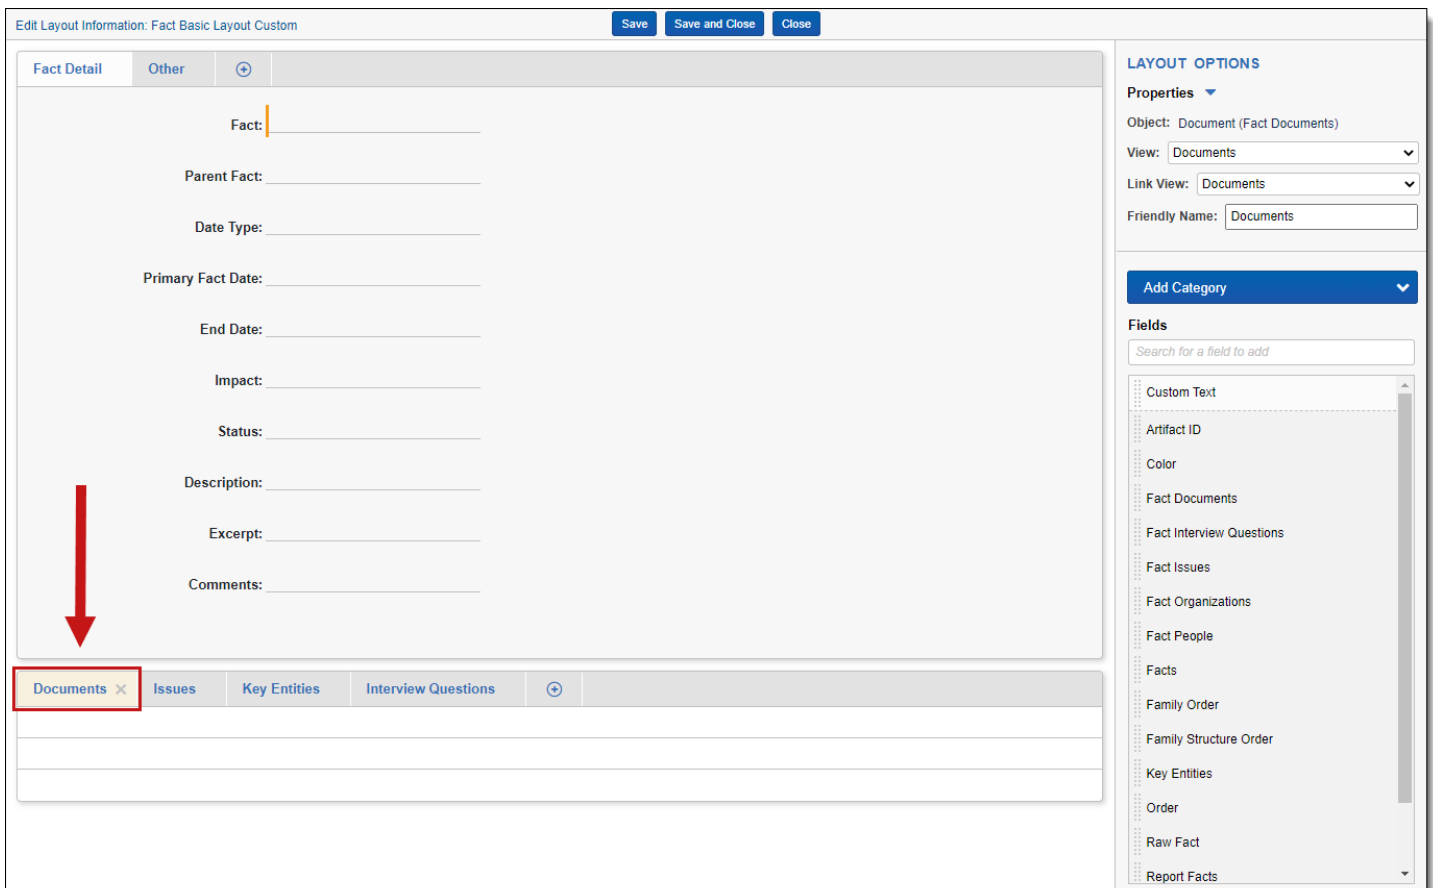 Edit Layout Information: Fact Basic Layout Custom
Save
Save and Close
Close
Fact Detail
Other
Fact:
Parent Fact:
Date Type:
Primary Fact Date:
End Date:
Impact:
Status:
Description:
Excerpt:
Comments:
Documents
Issues
Key Entities
Interview Questions
LAYOUT OPTIONS
Properties
Object: Document (Fact Documents)
View: Documents
Link View: Documents
Friendly Name: Documents
Add Category
Fields
Search for a field to add
Custom Text
Artifact ID
Color
Fact Documents
Fact Interview Questions
Fact Issues
Fact Organizations
Fact People
Facts
Family Order
Family Structure Order
Key Entities
Order
Raw Fact
Report Facts